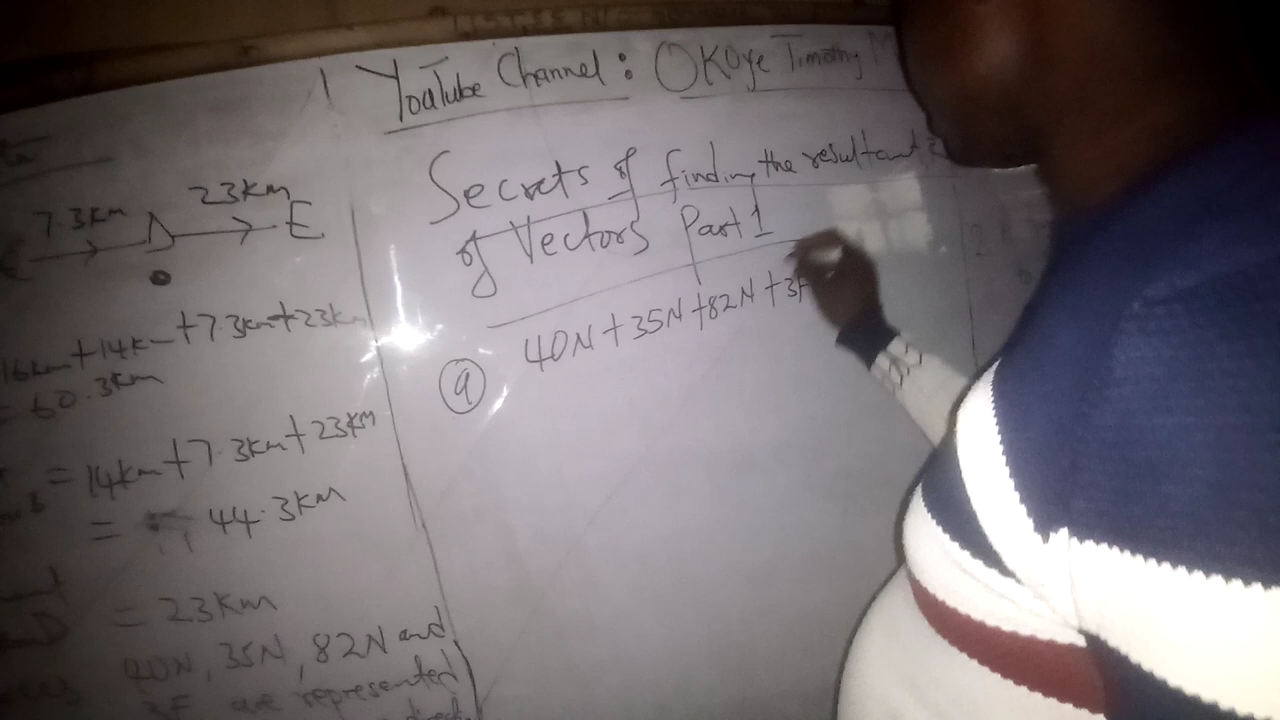 YouTube Channel: Okoye Timothy
Secrets of finding the resultant
of Vectors Part 1
(a) 40N + 35N + 82N + 3F
7.3km D 23km E
16km + 14km + 7.3km + 23km
= 60.3km
= 14km + 7.3km + 23km
= 44.3km
= 23km
40N, 35N, 82N and
3F are represented